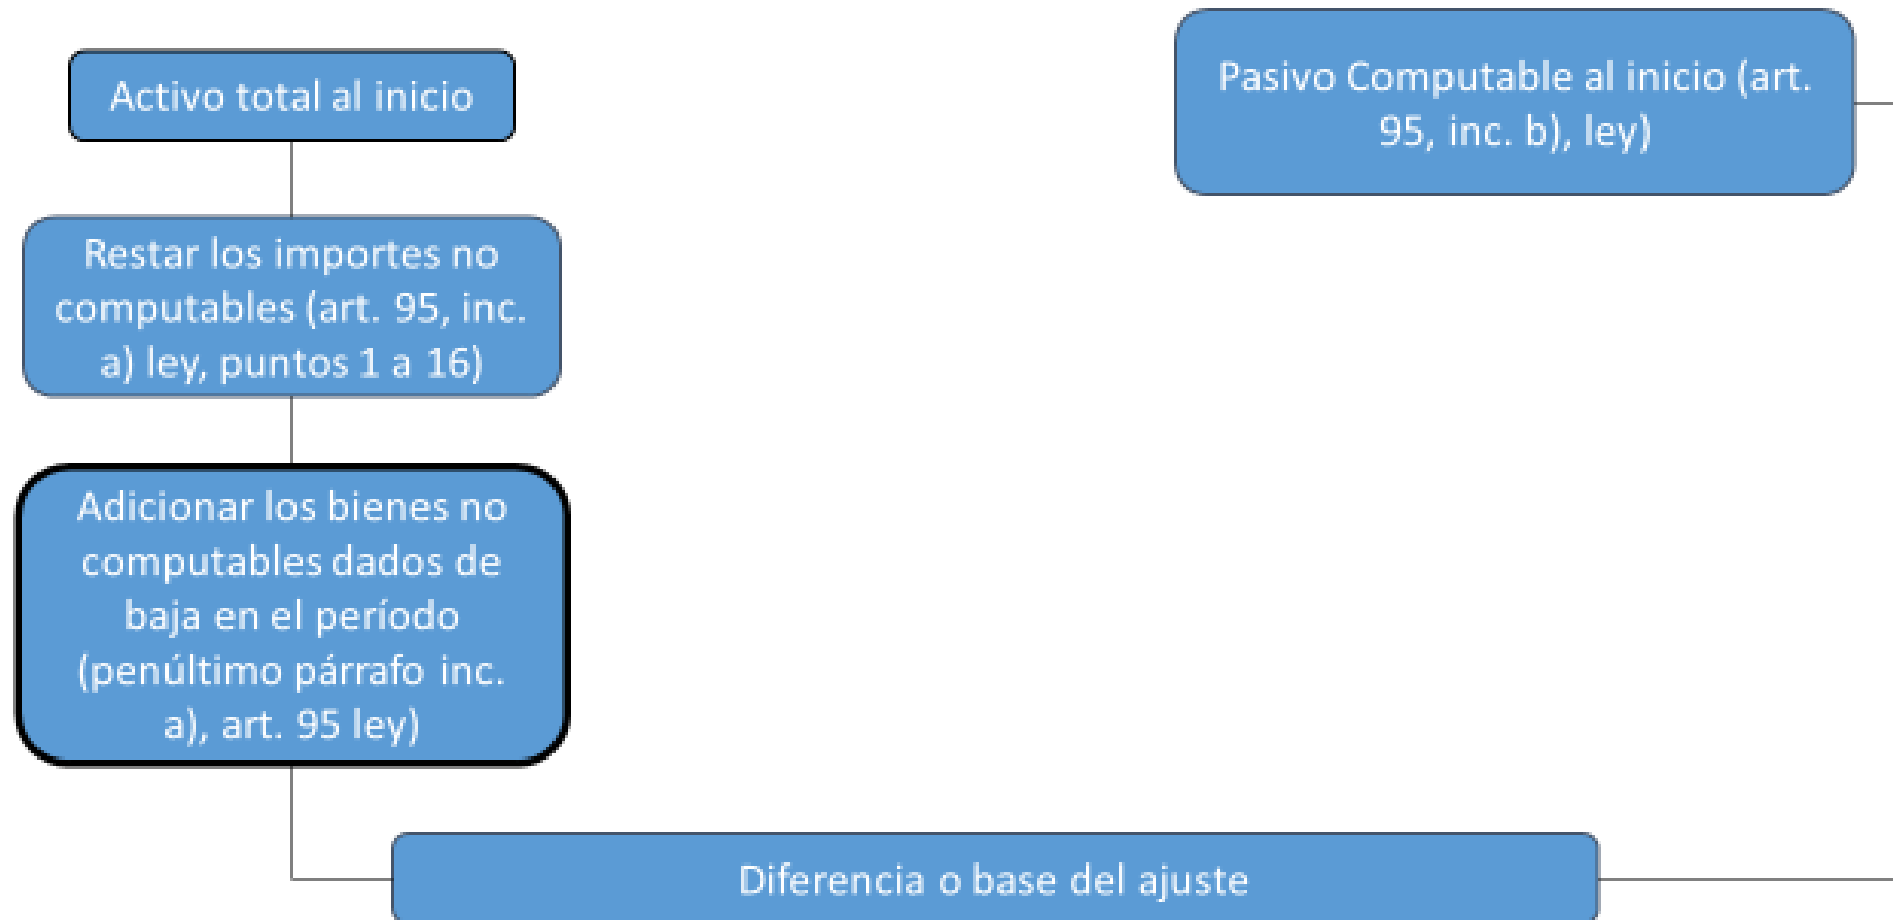 Activo total al inicio
Pasivo Computable al inicio (art.
95, inc. b), ley)
Restar los importes no
computables (art. 95, inc.
a) ley, puntos 1 a 16)
Adicionar los bienes no
computables dados de
baja en el período
(penúltimo párrafo inc.
a), art. 95 ley)
Diferencia o base del ajuste